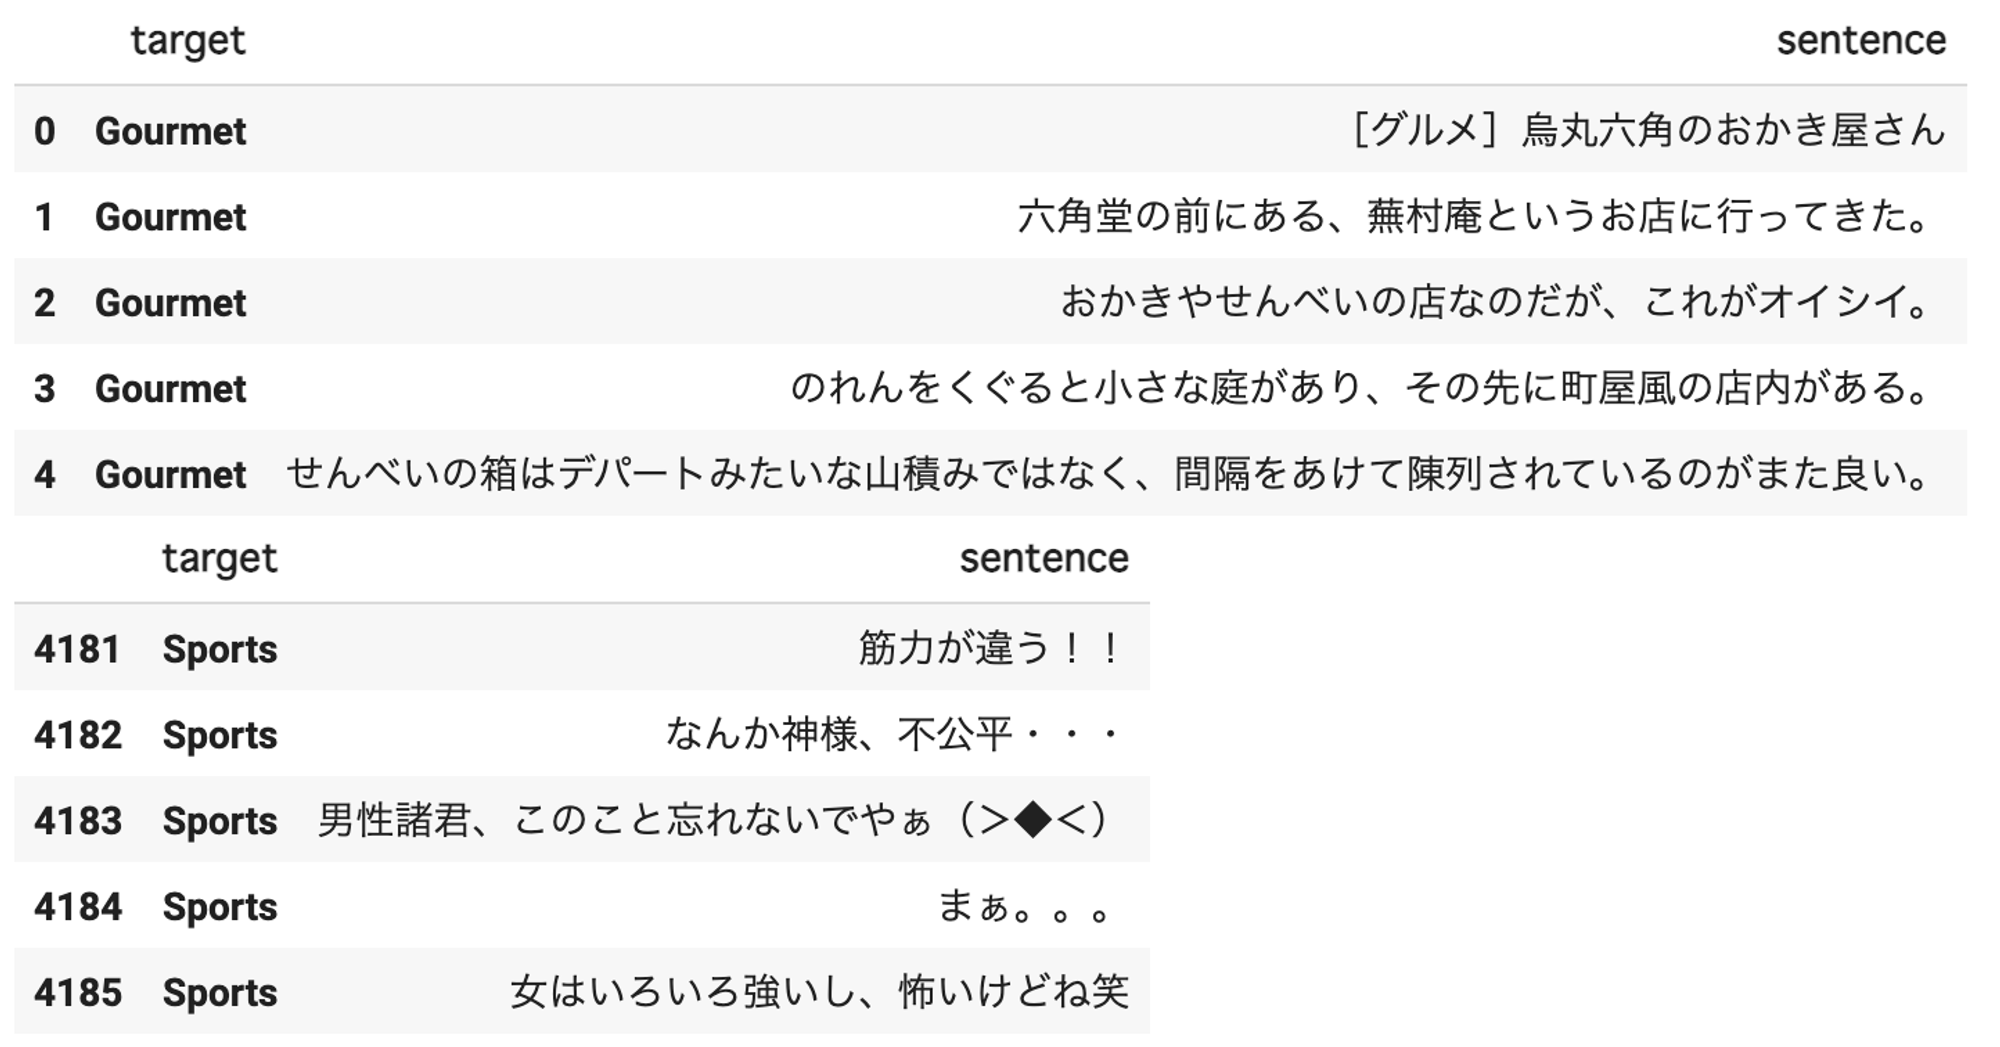 target sentence
0 Gourmet ［グルメ］烏丸六角のおかき屋さん
1 Gourmet 六角堂の前にある、蕪村庵というお店に行ってきた。
2 Gourmet おかきやせんべいの店なのだが、これがオイシイ。
3 Gourmet のれんをくぐると小さな庭があり、その先に町屋風の店内がある。
4 Gourmet せんべいの箱はデパートみたいな山積みではなく、間隔をあけて陳列されているのがまた良い。
target sentence
4181 Sports 筋力が違う！！
4182 Sports なんか神様、不公平・・・
4183 Sports 男性諸君、このこと忘れないでやぁ（＞◆＜）
4184 Sports まぁ。。。
4185 Sports 女はいろいろ強いし、怖いけどね笑